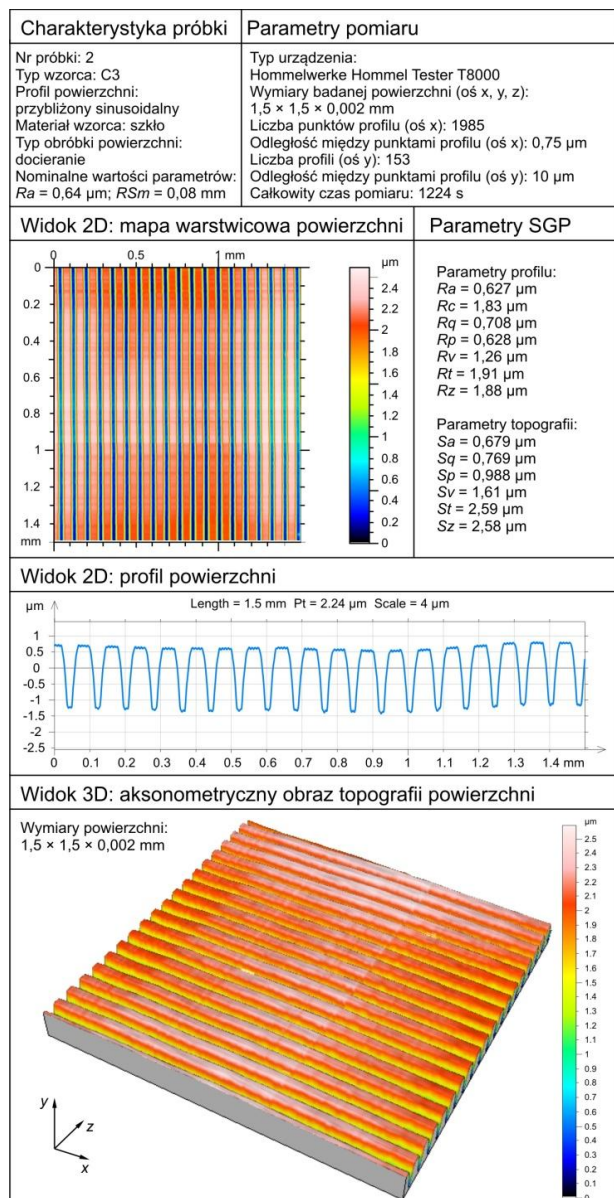 Charakterystyka próbki
Parametry pomiaru
Nr próbki: 2
Typ wzorca: C3
Profil powierzchni:
przybliżony sinusoidalny
Materiał wzorca: szkło
Typ obróbki powierzchni:
docieranie
Nominalne wartości parametrów:
Ra = 0,64 µm; RSm = 0,08 mm
Typ urządzenia:
Hommelwerke Hommel Tester T8000
Wymiary badanej powierzchni (oś x, y, z):
1,5 × 1,5 × 0,002 mm
Liczba punktów profilu (oś x): 1985
Odległość między punktami profilu (oś x): 0,75 µm
Liczba profili (oś y): 153
Odległość między punktami profilu (oś y): 10 µm
Całkowity czas pomiaru: 1224 s
Widok 2D: mapa warstwicowa powierzchni
Parametry SGP
0 0.5 1 mm
0
0.2
0.4
0.6
0.8
1
1.2
1.4
mm
µm
2.4
2.2
2
1.8
1.6
1.4
1.2
1
0.8
0.6
0.4
0.2
0
Parametry profilu:
Ra = 0,627 µm
Rc = 1,83 µm
Rq = 0,708 µm
Rp = 0,628 µm
Rv = 1,26 µm
Rt = 1,91 µm
Rz = 1,88 µm
Parametry topografii:
Sa = 0,679 µm
Sq = 0,769 µm
Sp = 0,988 µm
Sv = 1,61 µm
St = 2,59 µm
Sz = 2,58 µm
Widok 2D: profil powierzchni
µm
Length = 1.5 mm Pt = 2.24 µm Scale = 4 µm
1
0.5
0
-0.5
-1
-1.5
-2
-2.5
0 0.1 0.2 0.3 0.4 0.5 0.6 0.7 0.8 0.9 1 1.1 1.2 1.3 1.4 mm
Widok 3D: aksonometryczny obraz topografii powierzchni
Wymiary powierzchni:
1,5 × 1,5 × 0,002 mm
µm
2.5
2.4
2.3
2.2
2.1
2
1.9
1.8
1.7
1.6
1.5
1.4
1.3
1.2
1.1
1
0.9
0.8
0.7
0.6
0.5
0.4
0.3
0.2
0.1
0
y
z
x